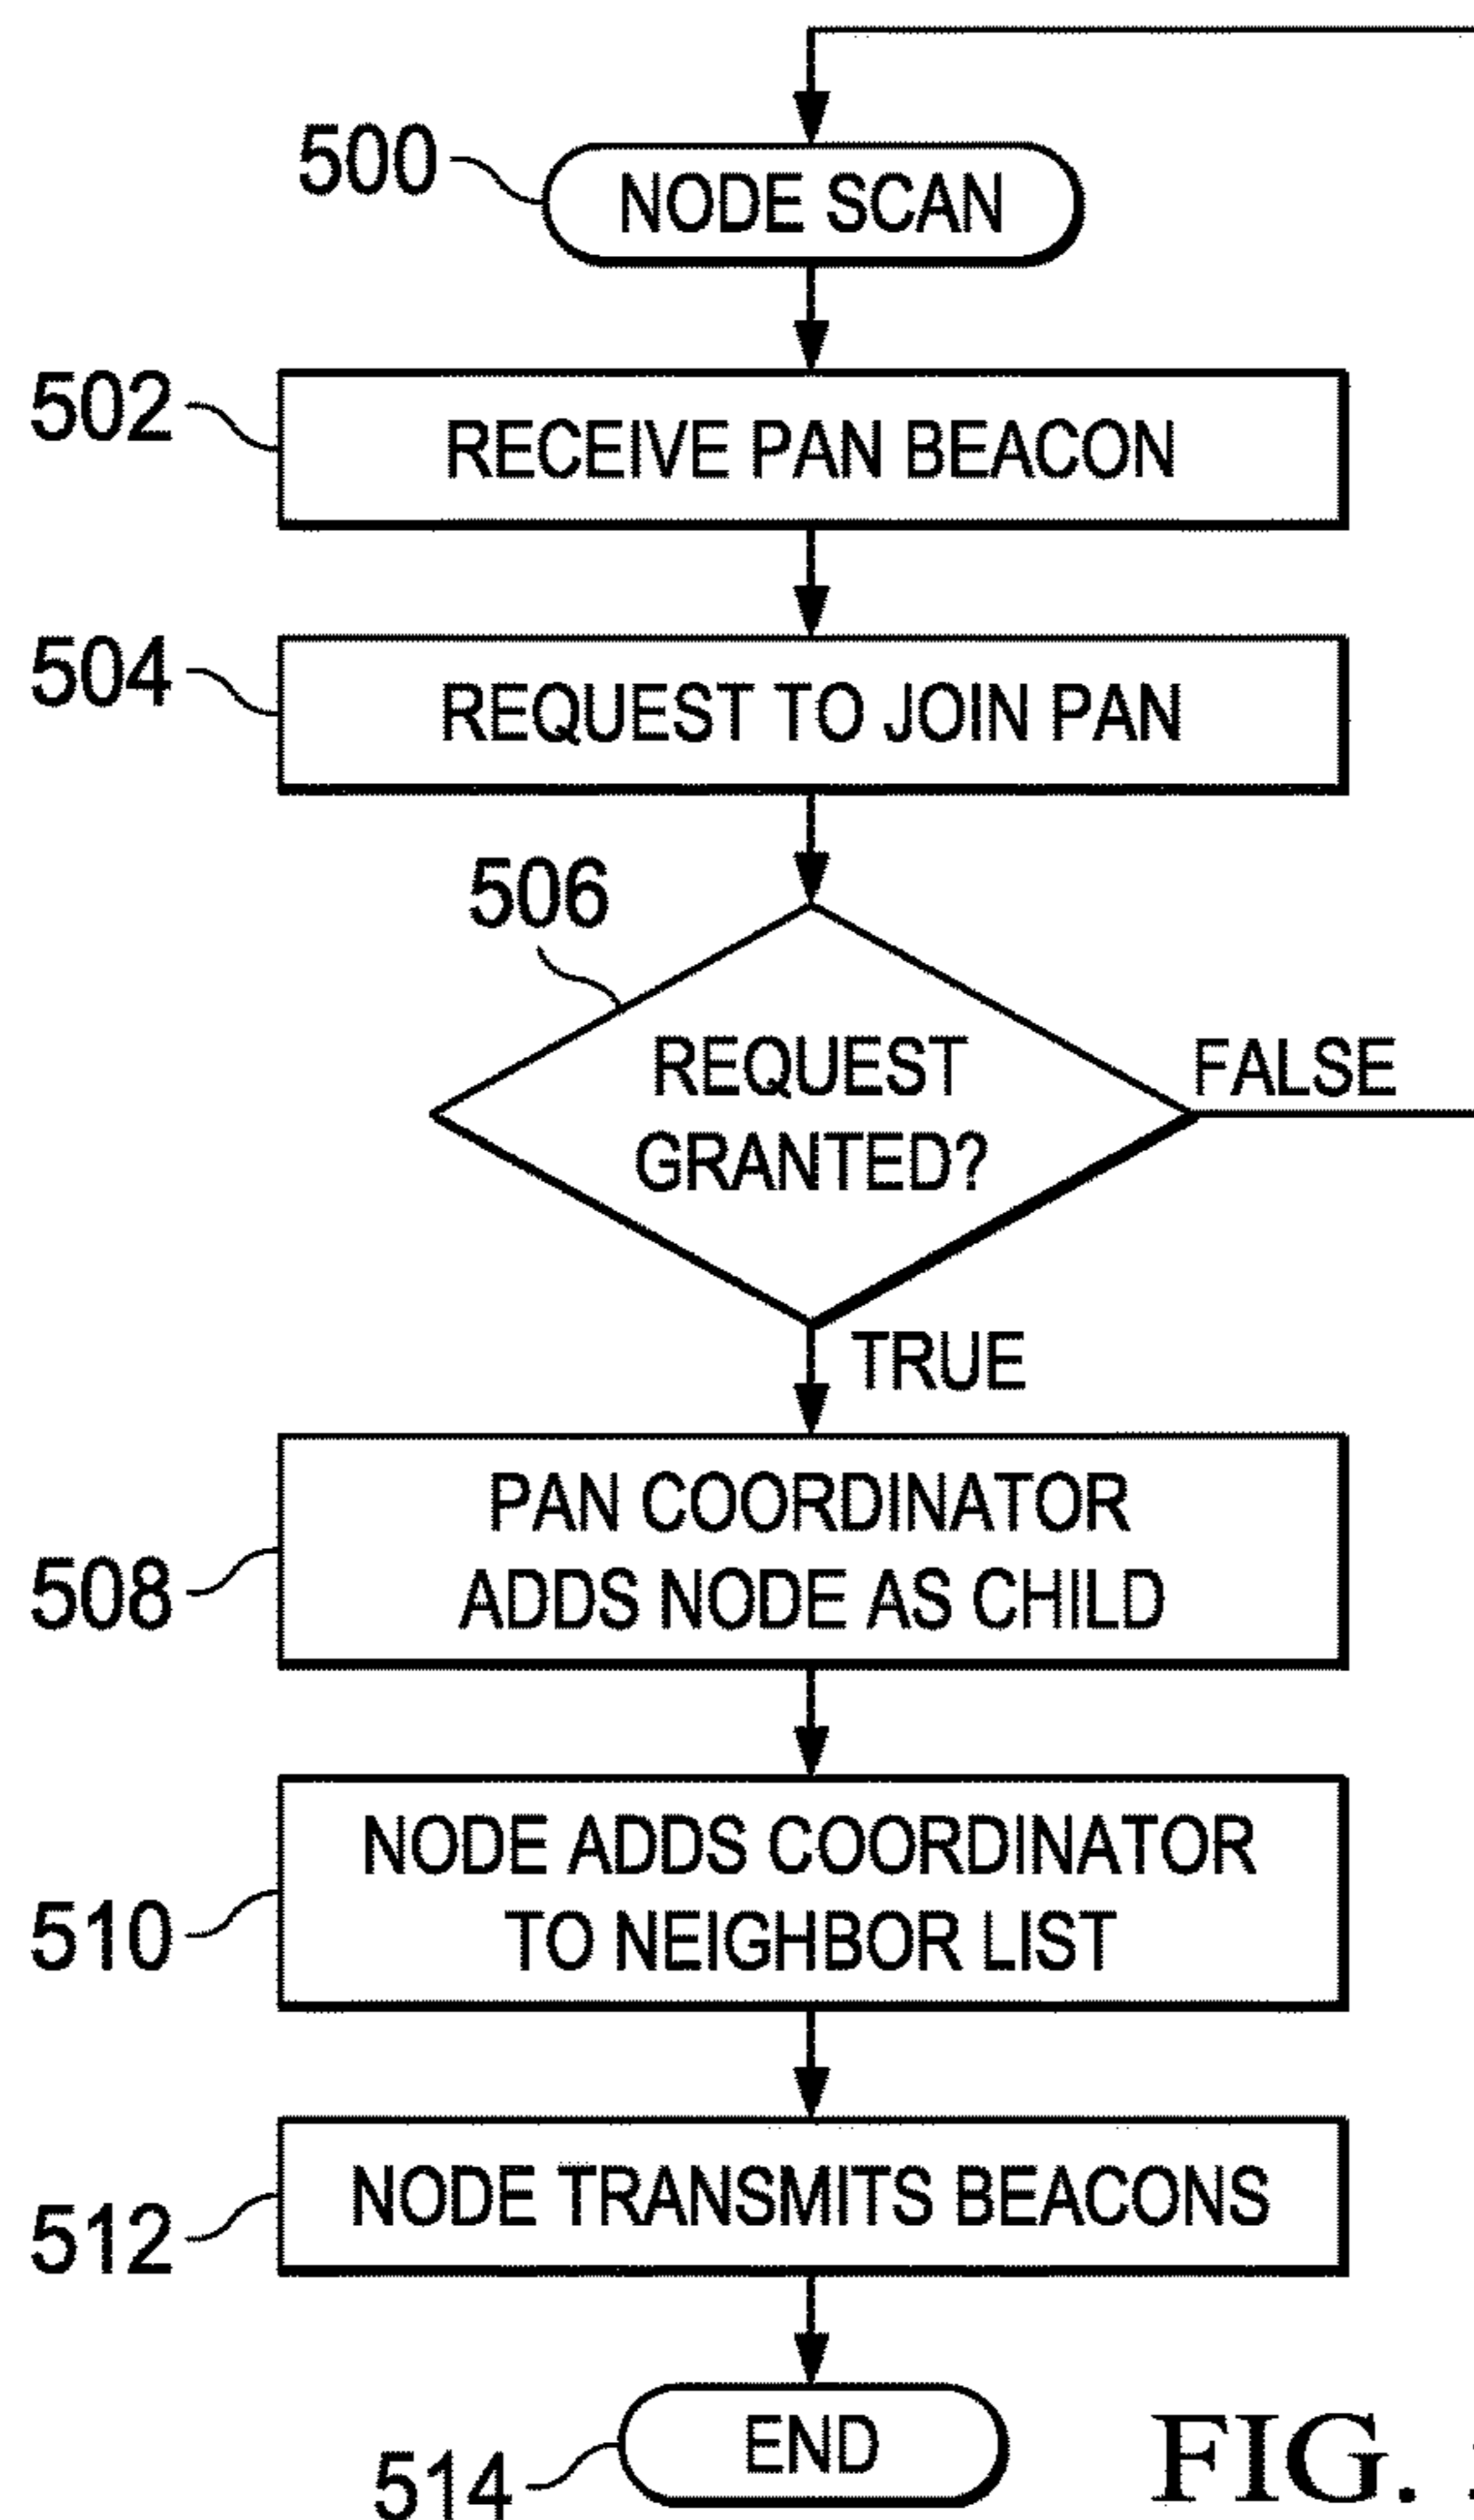 500
NODE SCAN
502
RECEIVE PAN BEACON
504
REQUEST TO JOIN PAN
506
REQUEST
GRANTED?
FALSE
TRUE
508
PAN COORDINATOR
ADDS NODE AS CHILD
510
NODE ADDS COORDINATOR
TO NEIGHBOR LIST
512
NODE TRANSMITS BEACONS
514
END
FIG.